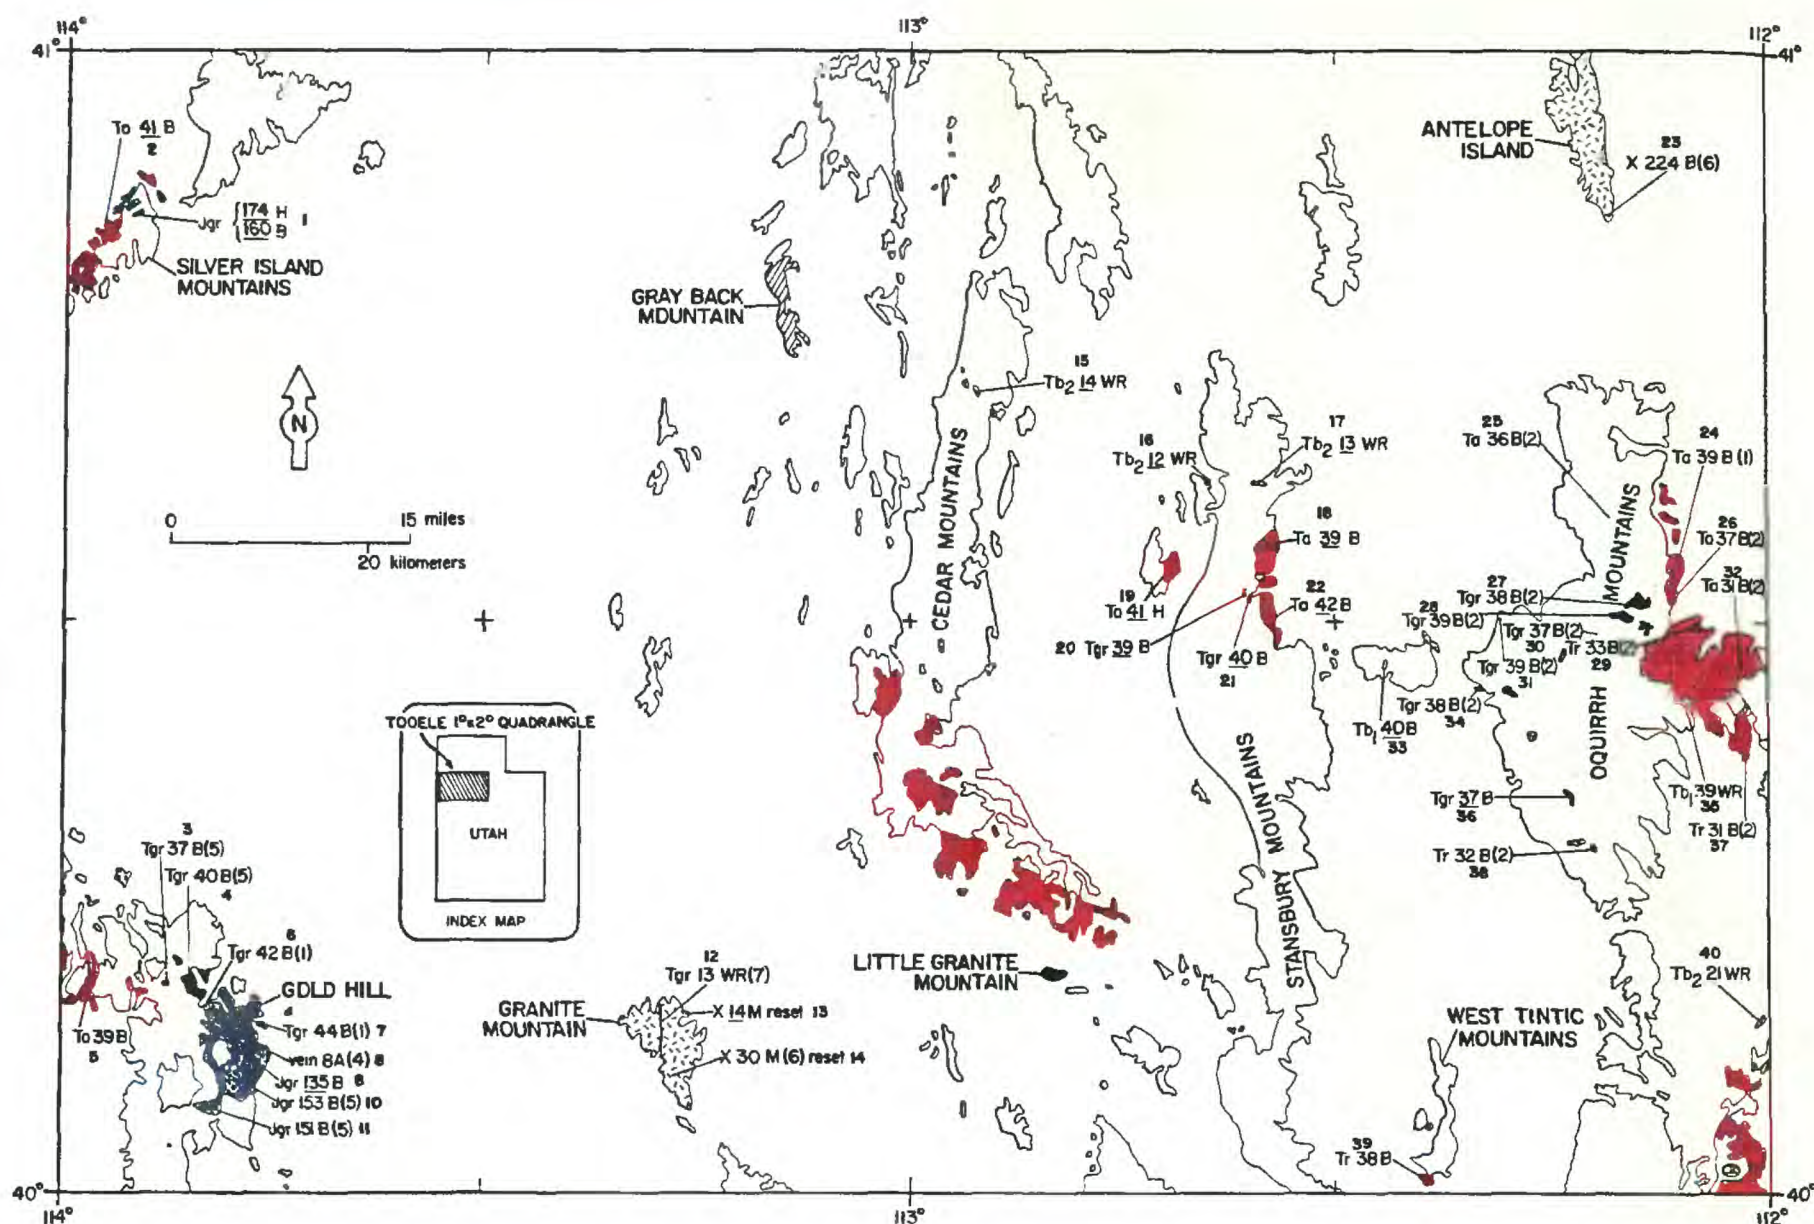 114°
113°
112°
41°
41°
To 41 B
2
Jgr { 174 H 1
160 B
SILVER ISLAND
MOUNTAINS
GRAY BACK
MOUNTAIN
ANTELOPE
ISLAND
23
X 224 B(6)
N
0 15 miles
20 kilometers
15
Tb2 14 WR
CEDAR MOUNTAINS
16
Tb2 12 WR
17
Tb2 13 WR
18
Ta 39 B
19
Ta 41 H
20 Tgr 39 B
Tgr 40 B
21
22
Ta 42 B
25
Ta 36 B(2)
24
Ta 39 B (1)
26
Ta 37 B(2)
32
Ta 31 B(2)
27
Tgr 38 B(2)
28
Tgr 39 B(2)
Tgr 37 B(2)
30
Tr 33 B(2)
29
Tgr 39 B(2)
31
Tgr 38 B(2)
34
Tb1 40 B
33
OQUIRRH MOUNTAINS
Tb1 39 WR
35
Tr 31 B(2)
37
Tgr 37 B
36
Tr 32 B(2)
38
STANSBURY MOUNTAINS
TOOELE 1°x2° QUADRANGLE
UTAH
INDEX MAP
3
Tgr 37 B(5)
Tgr 40 B(5)
4
6
Tgr 42 B(1)
GOLD HILL
Tgr 44 B(1) 7
vein 8A(4) 8
Jgr 135 B
Jgr 153 B(5) 10
Jgr 151 B(5) 11
To 39 B
5
12
Tgr 13 WR(7)
GRANITE
MOUNTAIN
X 14 M reset 13
X 30 M (6) reset 14
LITTLE GRANITE
MOUNTAIN
WEST TINTIC
MOUNTAINS
40
Tb2 21 WR
39
Tr 38 B
40°
40°
114°
113°
112°